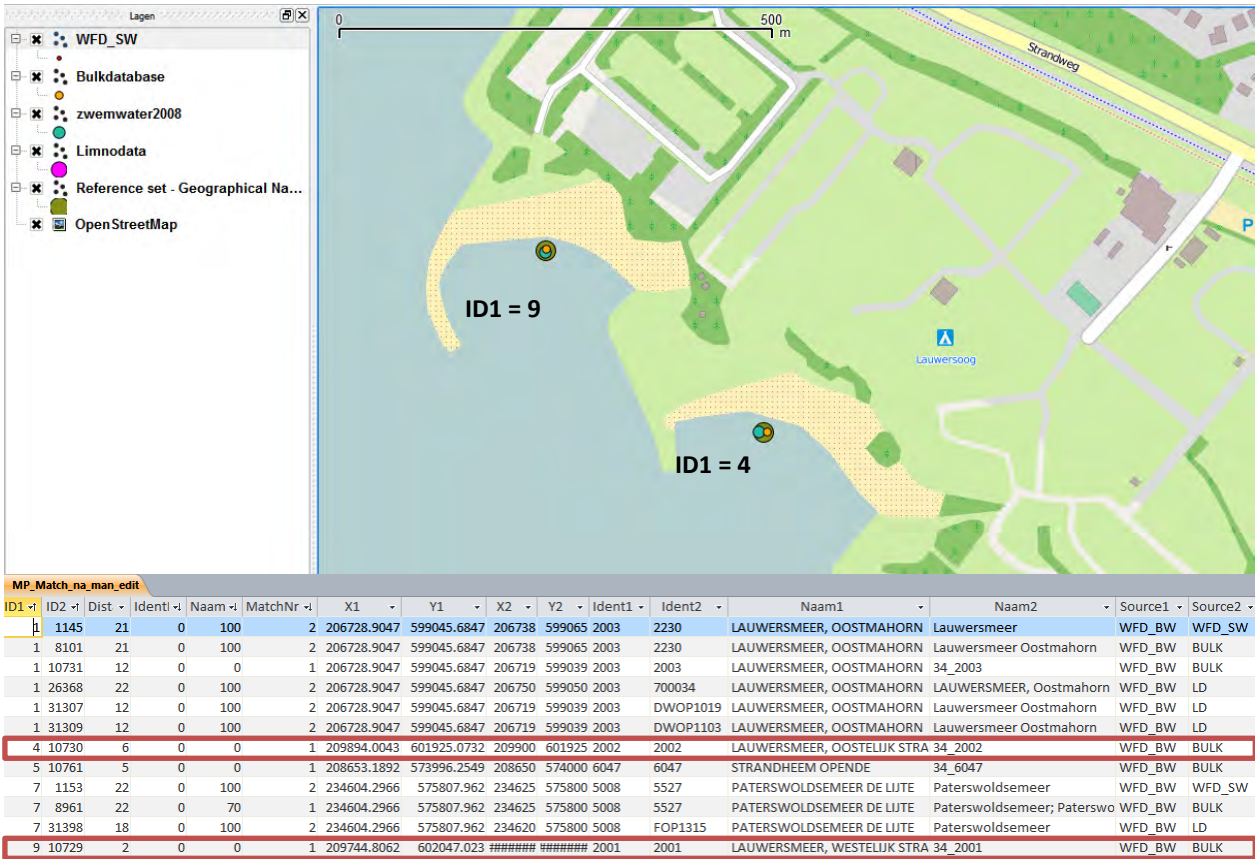 Lagen
WFD_SW
Bulkdatabase
zwemwater2008
Limnodata
Reference set - Geographical Na...
OpenStreetMap
0 500
m
Strandweg
P
ID1 = 9
Lauwersoog
ID1 = 4
MP_Match_na_man_edit
ID1 ID2 Dist Identl Naam MatchNr X1 Y1 X2 Y2 Ident1 Ident2 Naam1 Naam2 Source1 Source2
1 1145 21 0 100 2 206728.9047 599045.6847 206738 599065 2003 2230 LAUWERSMEER, OOSTMAHORN Lauwersmeer WFD_BW WFD_SW
1 8101 21 0 100 2 206728.9047 599045.6847 206738 599065 2003 2230 LAUWERSMEER, OOSTMAHORN Lauwersmeer Oostmahorn WFD_BW BULK
1 10731 12 0 0 1 206728.9047 599045.6847 206719 599039 2003 2003 LAUWERSMEER, OOSTMAHORN 34_2003 WFD_BW BULK
1 26368 22 0 100 2 206728.9047 599045.6847 206750 599050 2003 700034 LAUWERSMEER, OOSTMAHORN LAUWERSMEER, Oostmahorn WFD_BW LD
1 31307 12 0 100 2 206728.9047 599045.6847 206719 599039 2003 DWOP1019 LAUWERSMEER, OOSTMAHORN Lauwersmeer Oostmahorn WFD_BW LD
1 31309 12 0 100 2 206728.9047 599045.6847 206719 599039 2003 DWOP1103 LAUWERSMEER, OOSTMAHORN Lauwersmeer Oostmahorn WFD_BW LD
4 10730 6 0 0 1 209894.0043 601925.0732 209900 601925 2002 2002 LAUWERSMEER, OOSTELIJK STRA 34_2002 WFD_BW BULK
5 10761 5 0 0 1 208653.1892 573996.2549 208650 574000 6047 6047 STRANDHEEM OPENDE 34_6047 WFD_BW BULK
7 1153 22 0 100 2 234604.2966 575807.962 234625 575800 5008 5527 PATERSWOLDSEMEER DE LIJTE Paterswoldsemeer WFD_BW WFD_SW
7 8961 22 0 70 1 234604.2966 575807.962 234625 575800 5008 5527 PATERSWOLDSEMEER DE LIJTE Paterswoldsemeer; Paterswo WFD_BW BULK
7 31398 18 0 100 2 234604.2966 575807.962 234620 575800 5008 FOP1315 PATERSWOLDSEMEER DE LIJTE Paterswoldsemeer WFD_BW LD
9 10729 2 0 0 1 209744.8062 602047.023 ####### ####### 2001 2001 LAUWERSMEER, WESTELIJK STRA 34_2001 WFD_BW BULK